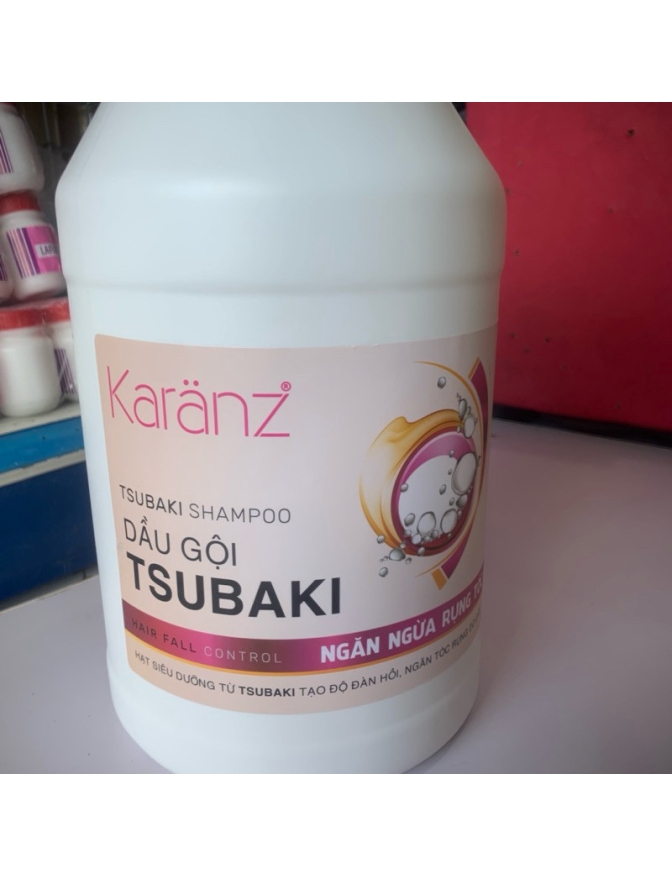 Karänz®
TSUBAKI SHAMPOO
DẦU GỘI
TSUBAKI
HAIR FALL CONTROL
NGĂN NGỪA RỤNG
HẠT SIÊU DƯỠNG TỪ TSUBAKI TẠO ĐỘ ĐÀN HỒI, NGĂN TÓC RỤNG